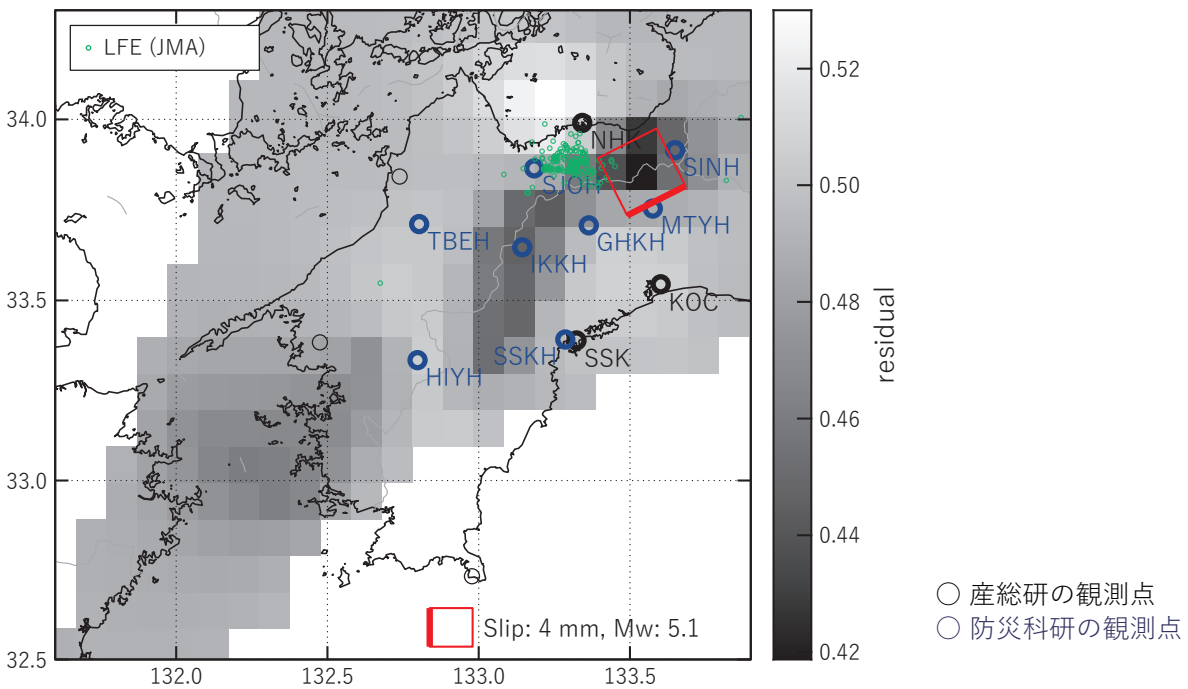 LFE (JMA)
34.0
33.5
33.0
32.5
132.0
132.5
133.0
133.5
NHK
SINH
SJOH
MTYH
TBEH
GHKH
IKKH
KOC
SSKH
SSK
HIYH
Slip: 4 mm, Mw: 5.1
0.52
0.50
0.48
0.46
0.44
0.42
residual
○ 産総研の観測点
○ 防災科研の観測点